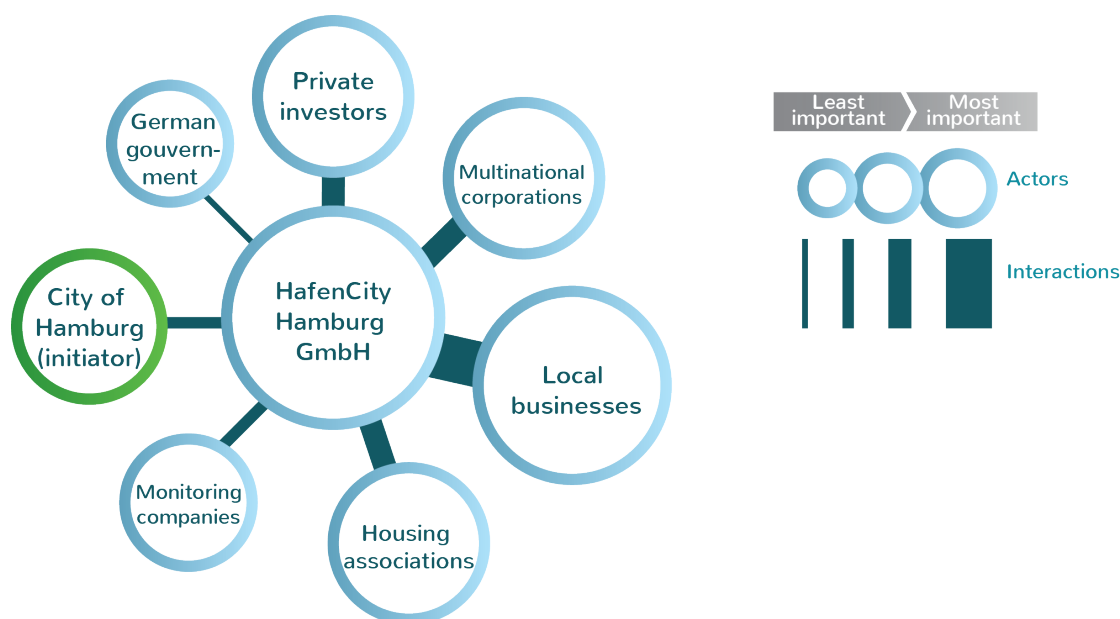 Private
investors
German
gouvern-
ment
Multinational
corporations
City of
Hamburg
(initiator)
HafenCity
Hamburg
GmbH
Local
businesses
Monitoring
companies
Housing
associations
Least
important
Most
important
Actors
Interactions